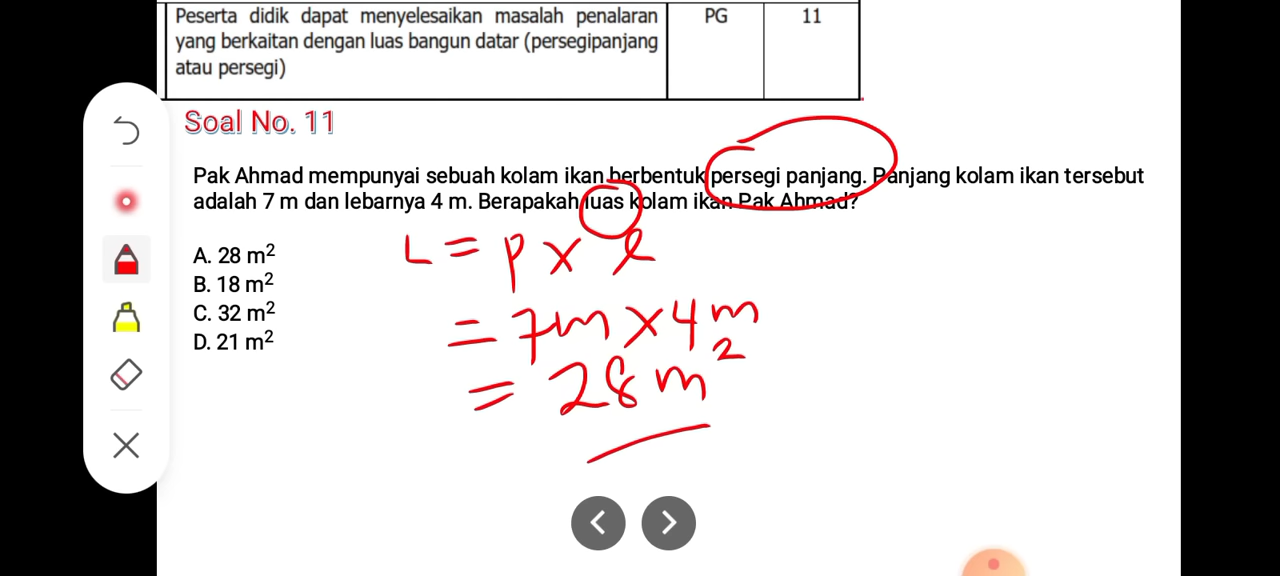 Peserta didik dapat menyelesaikan masalah penalaran PG 11
yang berkaitan dengan luas bangun datar (persegipanjang
atau persegi)
Soal No. 11
Pak Ahmad mempunyai sebuah kolam ikan berbentuk persegi panjang. Panjang kolam ikan tersebut
adalah 7 m dan lebarnya 4 m. Berapakah luas kolam ikan Pak Ahmad?
A. 28 m²
B. 18 m²
C. 32 m²
D. 21 m²
L = p x l
= 7m x 4m
= 28 m²